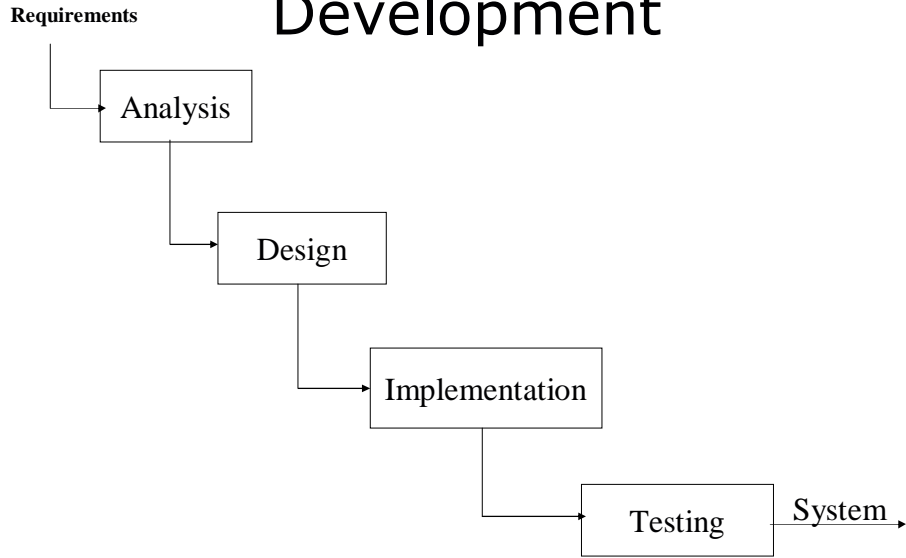 Development
Requirements
Analysis
Design
Implementation
System
Testing